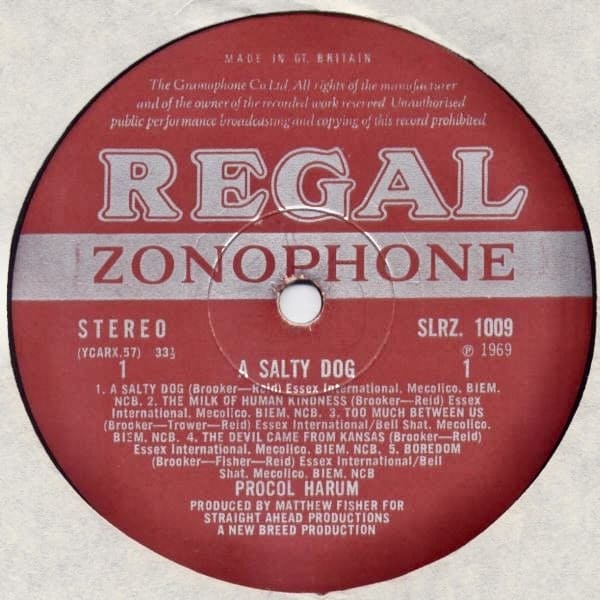 MADE IN GT. BRITAIN
The Gramophone Co.Ltd. All rights of the manufacturer
and of the owner of the recorded work reserved. Unauthorised
public performance broadcasting and copying of this record prohibited
REGAL
ZONOPHONE
STEREO SLRZ. 1009
(YCARX.57) 33⅓ Ⓟ 1969
1 A SALTY DOG 1
1. A SALTY DOG (Brooker—Reid) Essex International, Mecolico, BIEM,
NCB. 2. THE MILK OF HUMAN KINDNESS (Brooker—Reid) Essex
International, Mecolico. BIEM, NCB. 3. TOO MUCH BETWEEN US
(Brooker—Trower—Reid) Essex International/Bell Shat. Mecolico.
BIEM, NCB. 4. THE DEVIL CAME FROM KANSAS (Brooker—Reid)
Essex International. Mecolico, BIEM, NCB. 5. BOREDOM
(Brooker—Fisher—Reid) Essex International/Bell
Shat. Mecolico, BIEM, NCB
PROCOL HARUM
PRODUCED BY MATTHEW FISHER FOR
STRAIGHT AHEAD PRODUCTIONS
A NEW BREED PRODUCTION